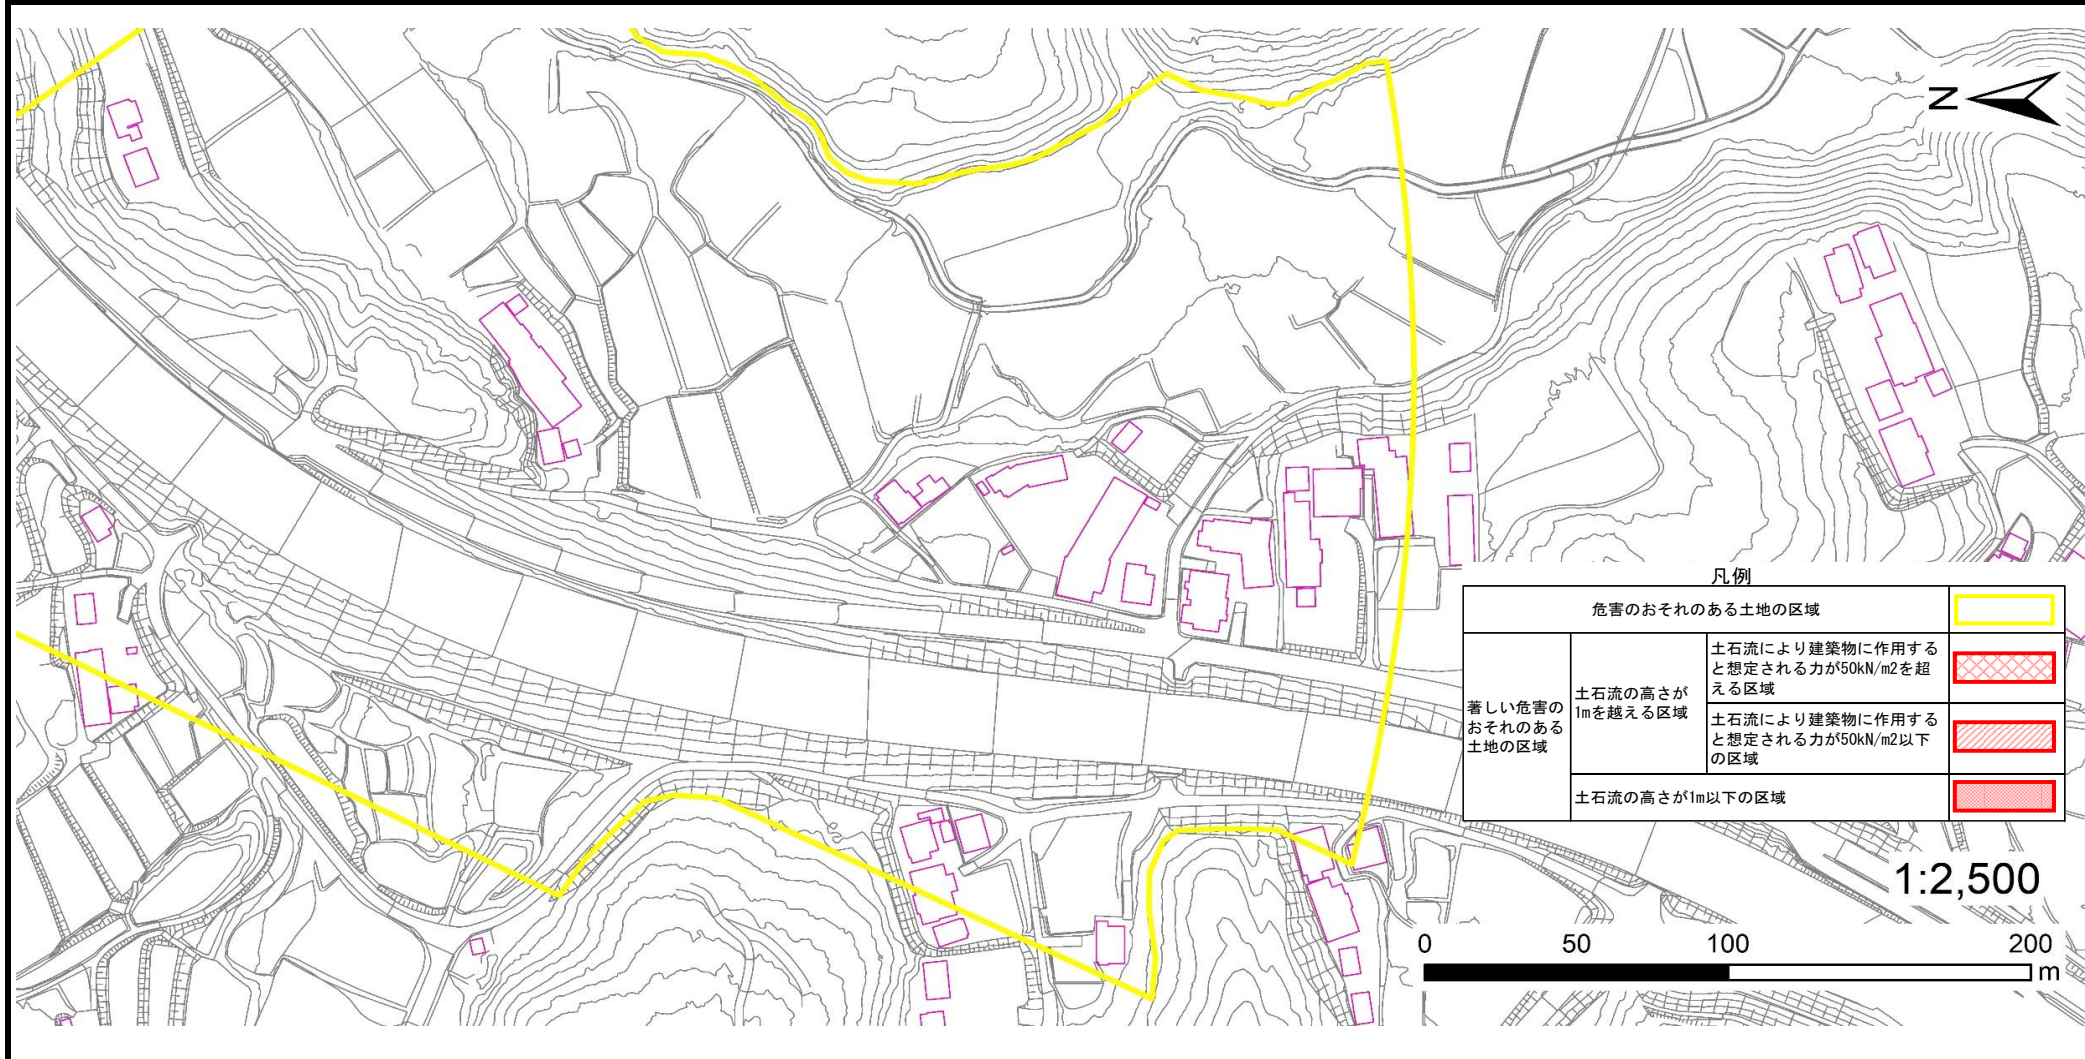 N
凡例
危害のおそれのある土地の区域
著しい危害の
おそれのある
土地の区域
土石流の高さが
1mを越える区域
土石流により建築物に作用する
と想定される力が50kN/m2を超
える区域
土石流により建築物に作用する
と想定される力が50kN/m2以下
の区域
土石流の高さが1m以下の区域
1:2,500
0 50 100 200
m